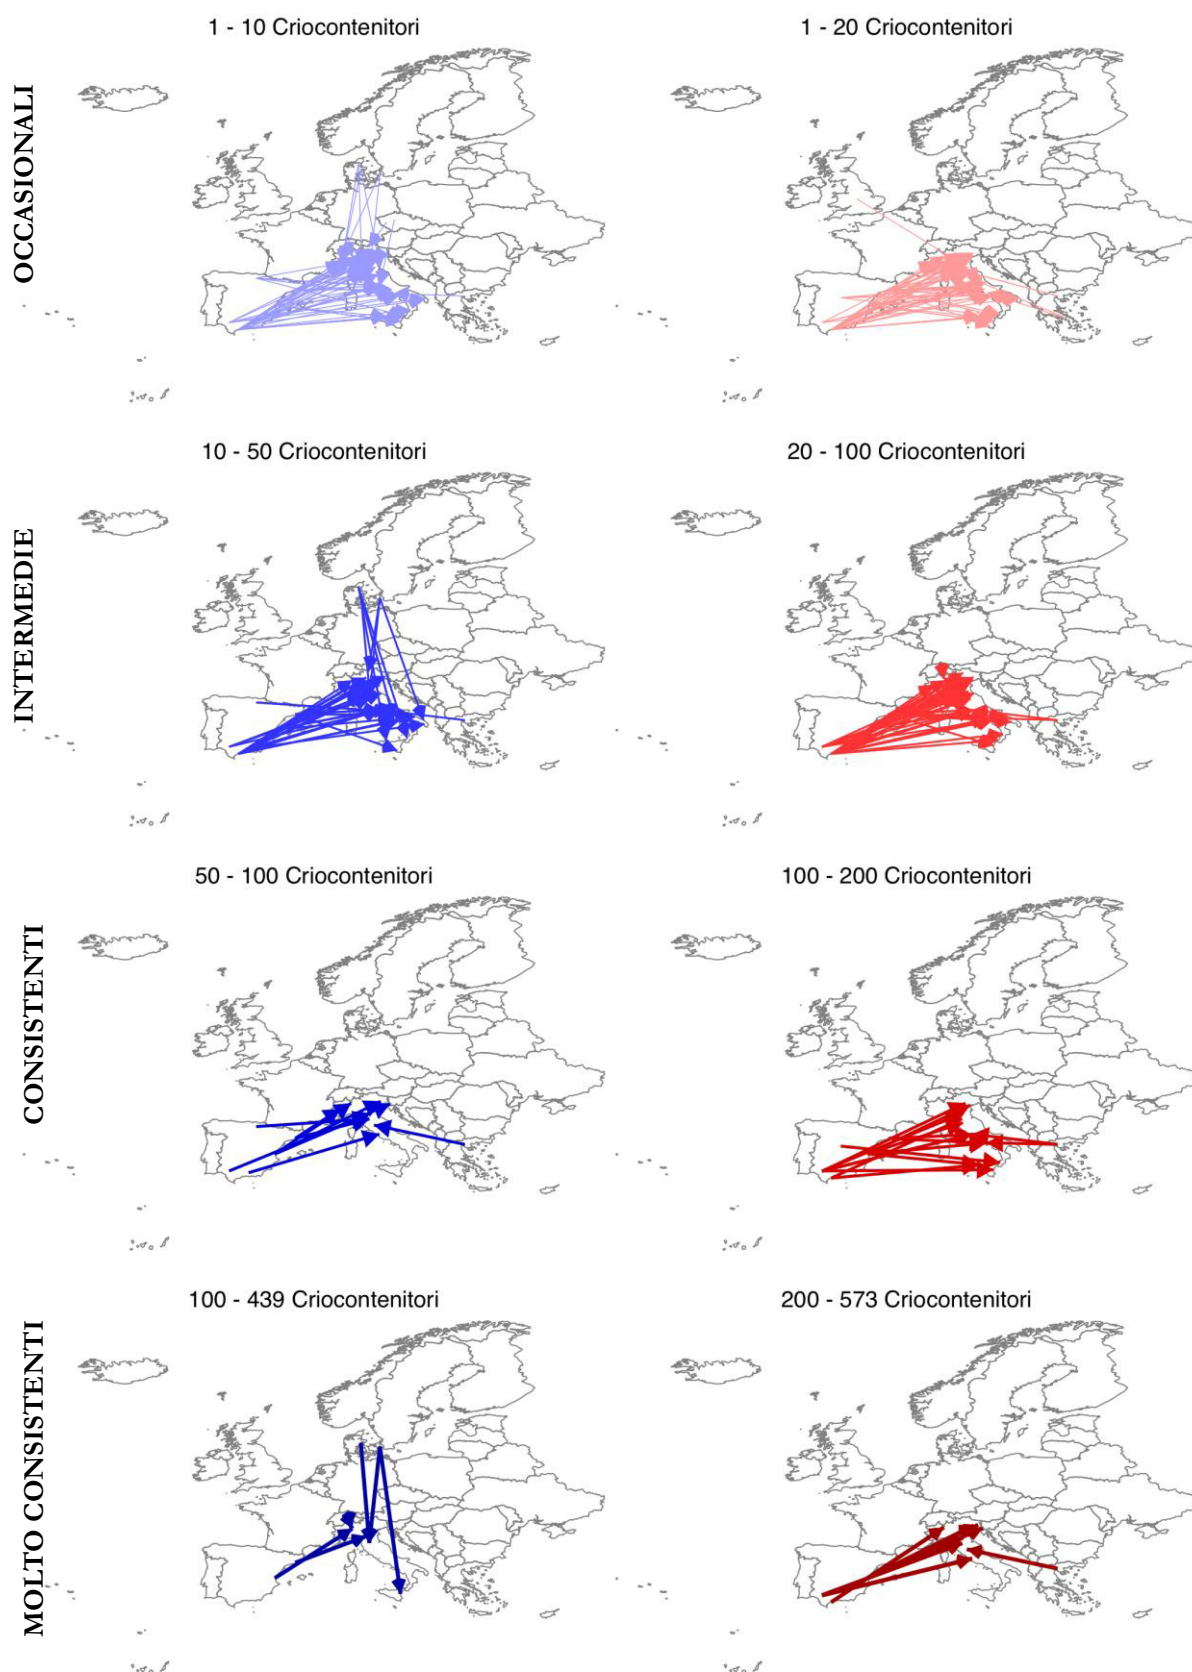 1 - 10 Criocontenitori
1 - 20 Criocontenitori
OCCASIONALI
10 - 50 Criocontenitori
20 - 100 Criocontenitori
INTERMEDIE
50 - 100 Criocontenitori
100 - 200 Criocontenitori
CONSISTENTI
100 - 439 Criocontenitori
200 - 573 Criocontenitori
MOLTO CONSISTENTI